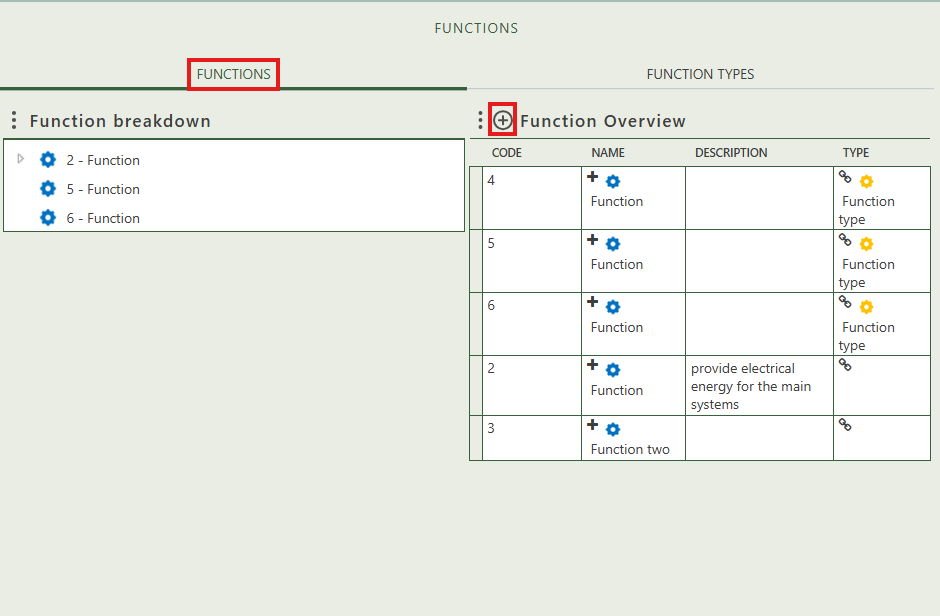 FUNCTIONS
FUNCTIONS
FUNCTION TYPES
Function breakdown
2 - Function
5 - Function
6 - Function
Function Overview
CODE NAME DESCRIPTION TYPE
4
Function
Function
type
5
Function
Function
type
6
Function
Function
type
2
Function
provide electrical
energy for the main
systems
3
Function two